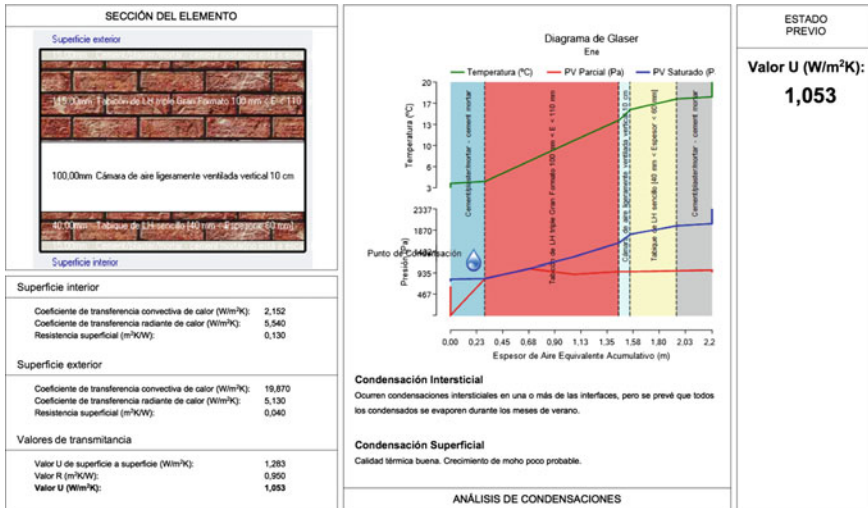 SECCIÓN DEL ELEMENTO
Superficie exterior
115,00mm Tabicón de LH triple Gran Formato 100 mm < E < 110
100,00mm Cámara de aire ligeramente ventilada vertical 10 cm
40,00mm Tabique de LH sencillo [40 mm < Espesor < 60 mm]
Superficie interior
Superficie interior
Coeficiente de transferencia convectiva de calor (W/m²K): 2,152
Coeficiente de transferencia radiante de calor (W/m²K): 5,540
Resistencia superficial (m²K/W): 0,130
Superficie exterior
Coeficiente de transferencia convectiva de calor (W/m²K): 19,870
Coeficiente de transferencia radiante de calor (W/m²K): 5,130
Resistencia superficial (m²K/W): 0,040
Valores de transmitancia
Valor U de superficie a superficie (W/m²K): 1,283
Valor R (m²K/W): 0,950
Valor U (W/m²K): 1,053
Diagrama de Glaser
Ene
Temperatura (ºC) PV Parcial (Pa) PV Saturado (P
Temperatura (ºC)
20
17
13
10
6
3
Presión (Pa)
2337
1870
935
467
Punto de Condensación
Cement/plaster/mortar - cement mortar
Tabicón de LH triple Gran Formato 100 mm < E < 110 mm
Cámara de aire ligeramente ventilada vertical 10 cm
Tabique de LH sencillo [40 mm < Espesor < 60 mm]
Cement/plaster/mortar - cement mortar
0,00 0,23 0,45 0,68 0,90 1,13 1,35 1,58 1,80 2,03 2,2
Espesor de Aire Equivalente Acumulativo (m)
Condensación Intersticial
Ocurren condensaciones intersticiales en una o más de las interfaces, pero se prevé que todos
los condensados se evaporen durante los meses de verano.
Condensación Superficial
Calidad térmica buena. Crecimiento de moho poco probable.
ANÁLISIS DE CONDENSACIONES
ESTADO
PREVIO
Valor U (W/m²K):
1,053